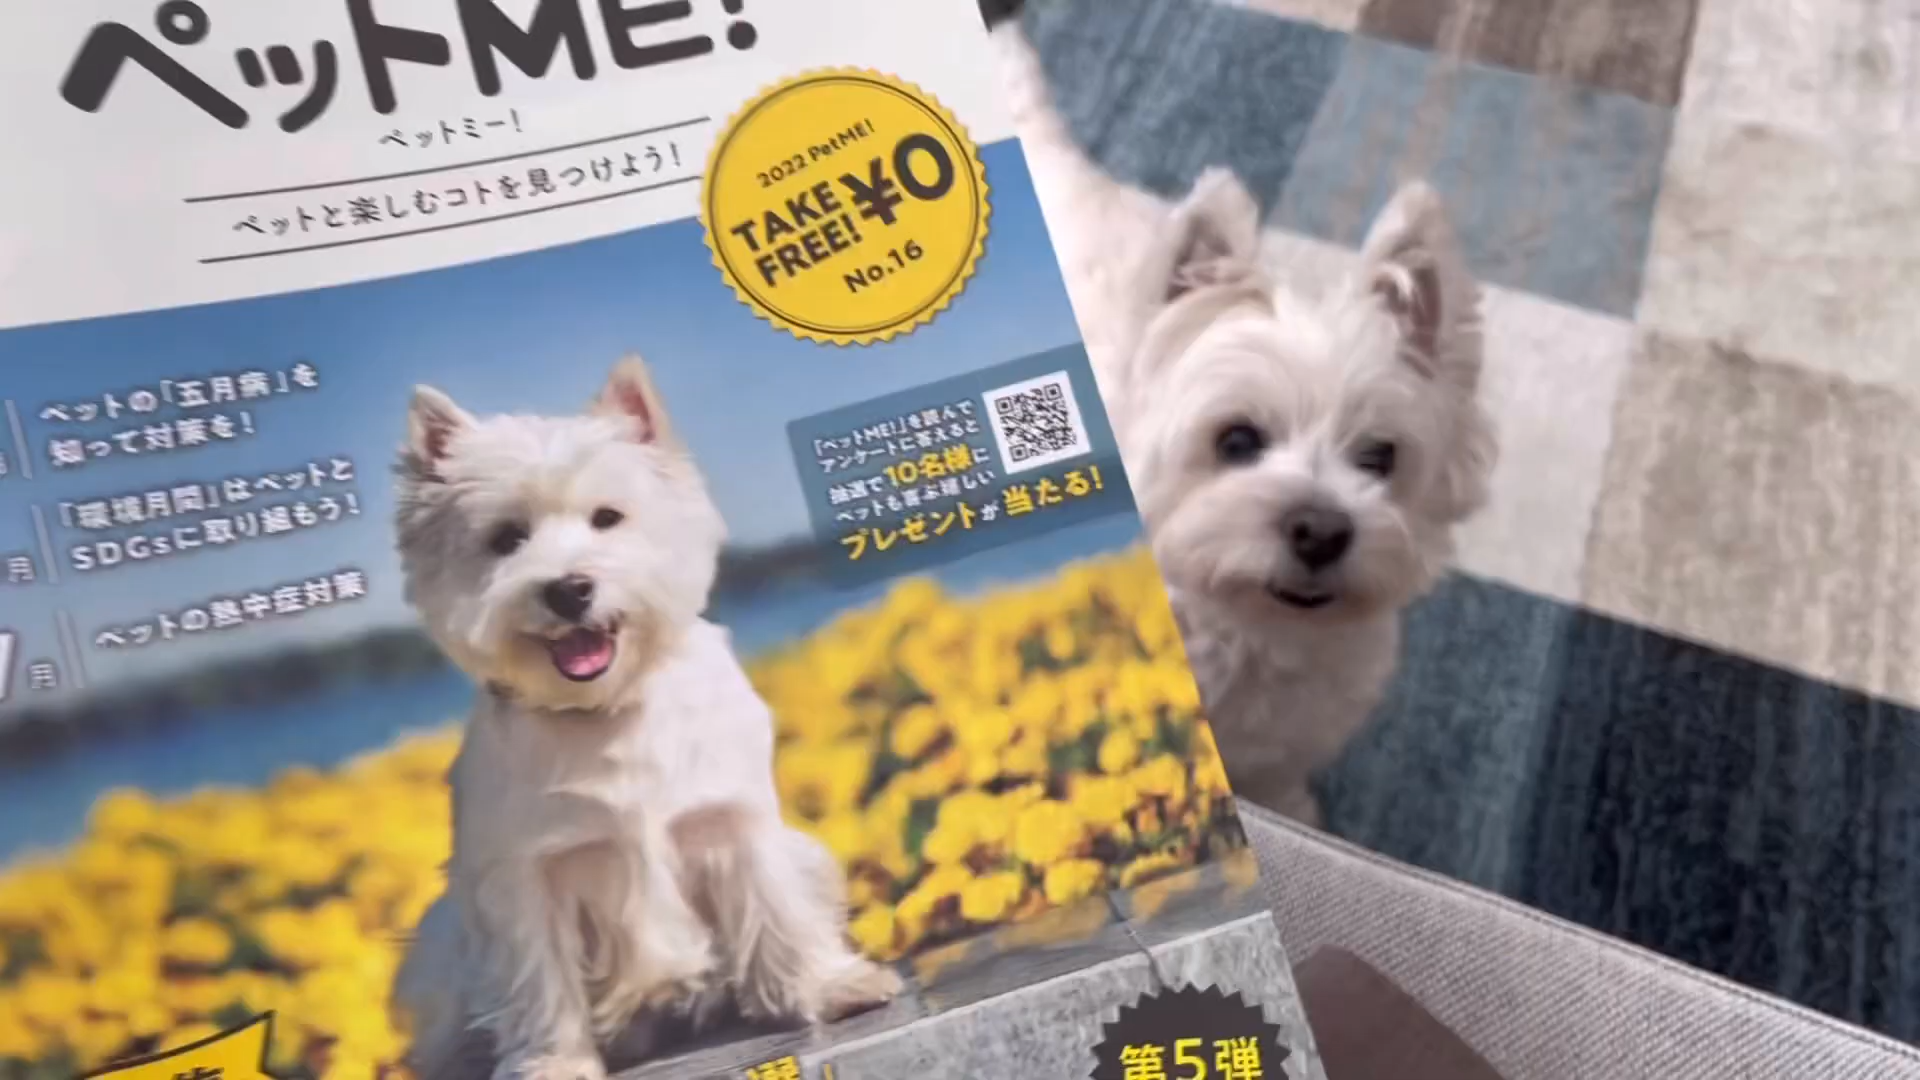 ペットME!
ペットミー!
ペットと楽しむコトを見つけよう!
2022 PetME!
TAKE FREE! ¥0
No.16
ペットの「五月病」を
知って対策を!
「環境月間」はペットと
月
SDGsに取り組もう!
ペットの熱中症対策
月
「ペットME!」を読んで
アンケートに答えると
抽選で10名様に
ペットも喜ぶ嬉しい
プレゼントが当たる!
第5弾